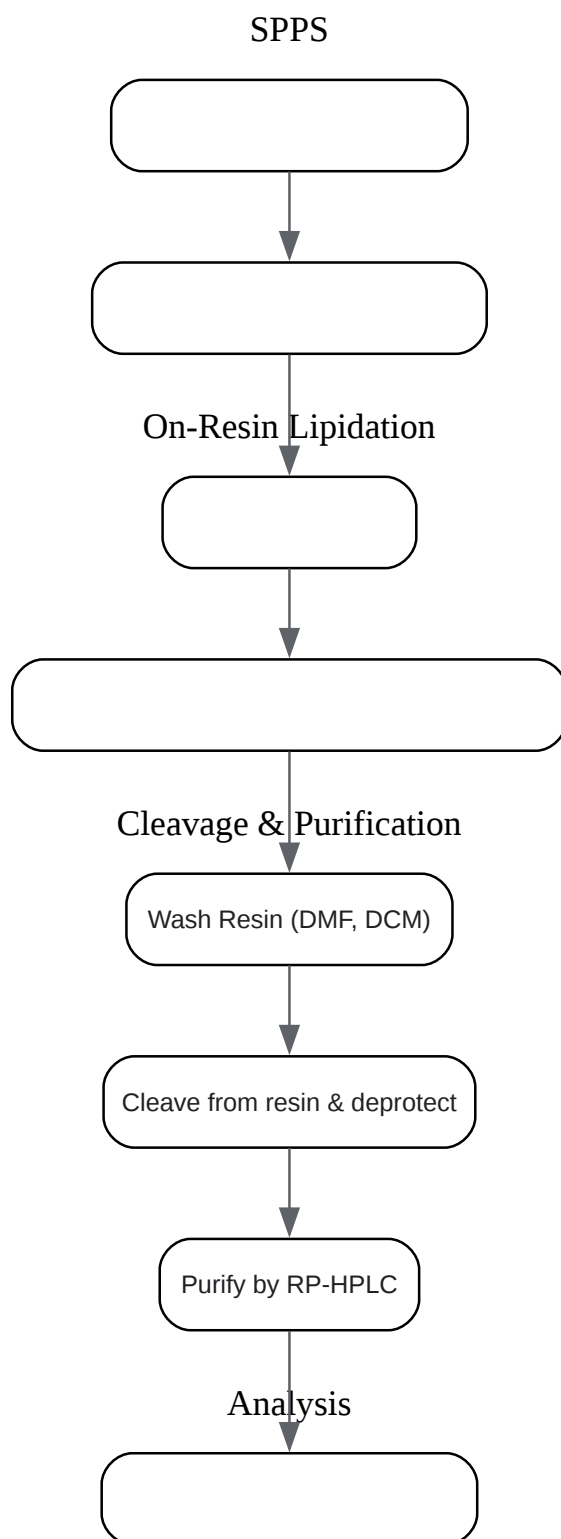 SPPS
On-Resin Lipidation
Cleavage & Purification
Wash Resin (DMF, DCM)
Cleave from resin & deprotect
Purify by RP-HPLC
Analysis